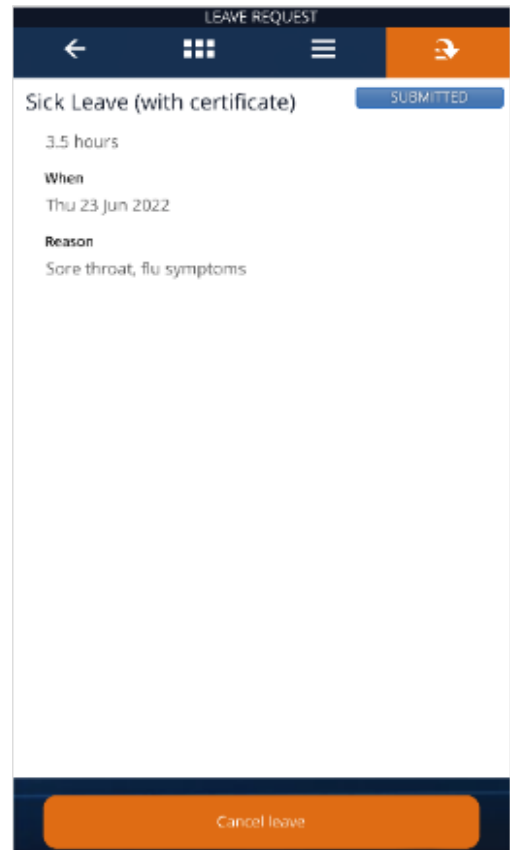 LEAVE REQUEST
Sick Leave (with certificate)
SUBMITTED
3.5 hours
When
Thu 23 Jun 2022
Reason
Sore throat, flu symptoms
Cancel leave